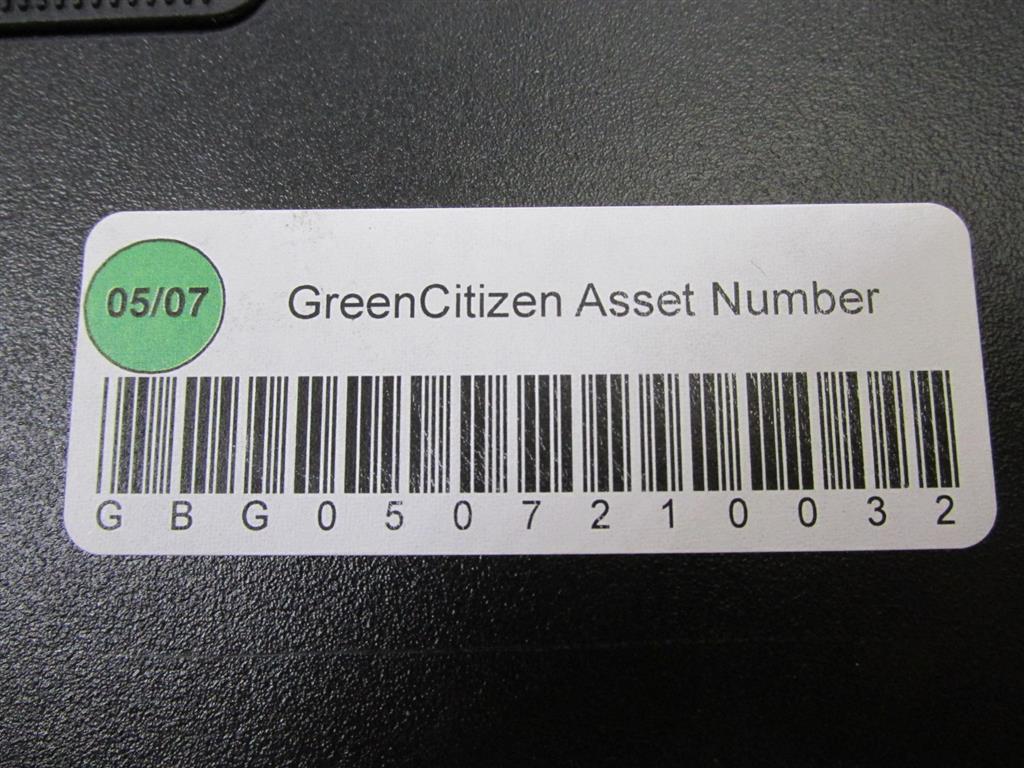 05/07
GreenCitizen Asset Number
G B G 0 5 0 7 2 1 0 0 3 2